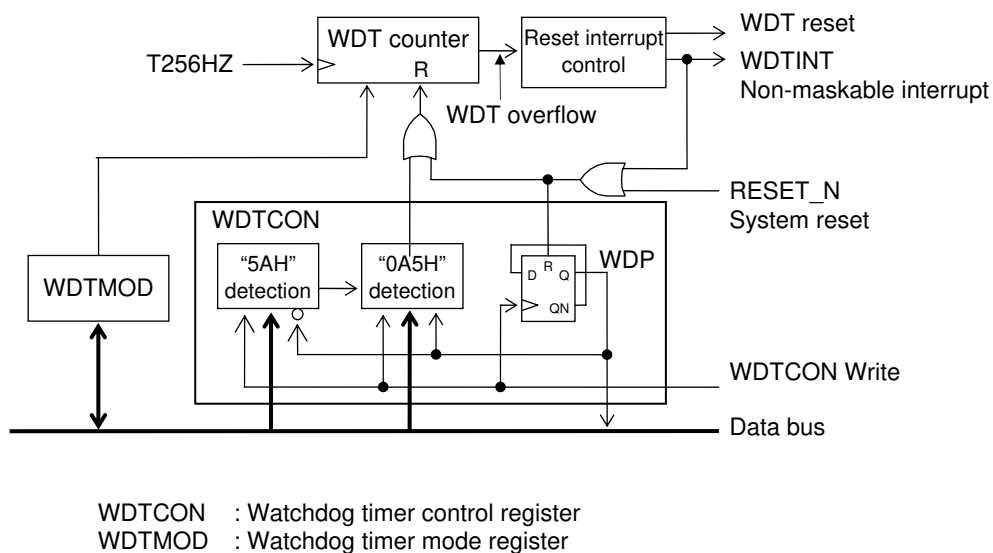 WDT counter
R
T256HZ
Reset interrupt
control
WDT reset
WDTINT
Non-maskable interrupt
WDT overflow
RESET_N
System reset
WDTCON
WDTMOD
“5AH”
detection
“0A5H”
detection
WDP
D
R
Q
QN
WDTCON Write
Data bus
WDTCON : Watchdog timer control register
WDTMOD : Watchdog timer mode register